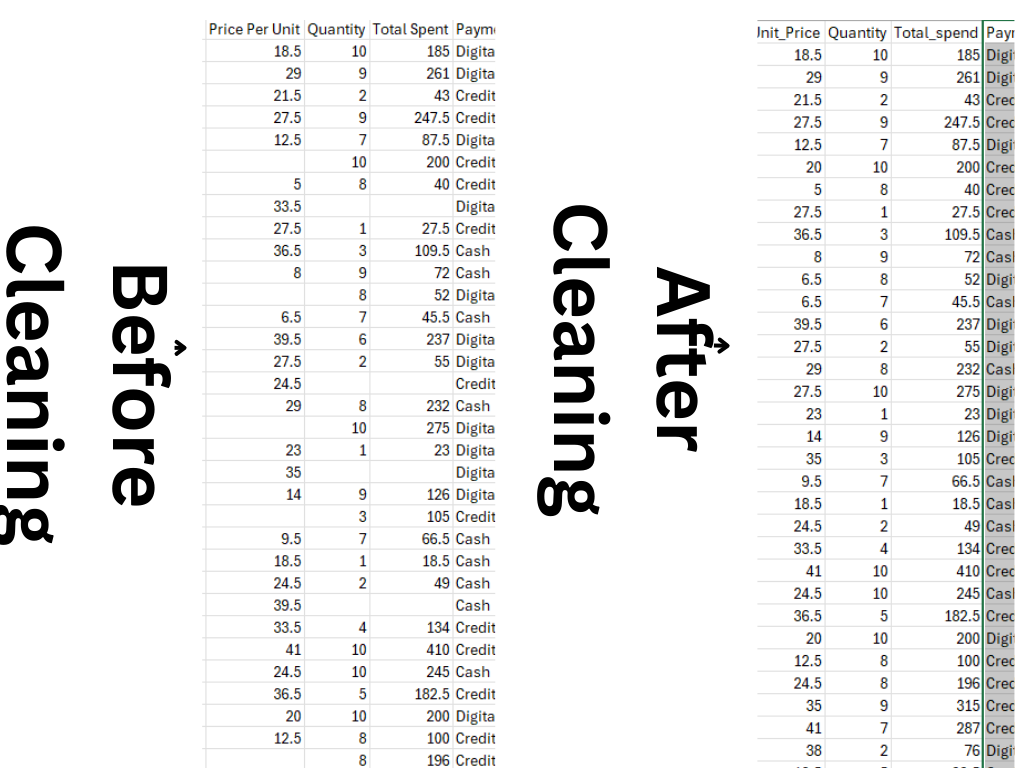 Before
Cleaning
Price Per Unit Quantity Total Spent Payme
18.5 10 185 Digita
29 9 261 Digita
21.5 2 43 Credit
27.5 9 247.5 Credit
12.5 7 87.5 Digita
10 200 Credit
5 8 40 Credit
33.5 Digita
27.5 1 27.5 Credit
36.5 3 109.5 Cash
8 9 72 Cash
8 52 Digita
6.5 7 45.5 Cash
39.5 6 237 Digita
27.5 2 55 Digita
24.5 Credit
29 8 232 Cash
10 275 Digita
23 1 23 Digita
35 Digita
14 9 126 Digita
3 105 Credit
9.5 7 66.5 Cash
18.5 1 18.5 Cash
24.5 2 49 Cash
39.5 Cash
33.5 4 134 Credit
41 10 410 Credit
24.5 10 245 Cash
36.5 5 182.5 Credit
20 10 200 Digita
12.5 8 100 Credit
8 196 Credit
After
Cleaning
Unit_Price Quantity Total_spend Payr
18.5 10 185 Digi
29 9 261 Digi
21.5 2 43 Cred
27.5 9 247.5 Cred
12.5 7 87.5 Digi
20 10 200 Cred
5 8 40 Cred
27.5 1 27.5 Cred
36.5 3 109.5 Cas
8 9 72 Cas
6.5 8 52 Digi
6.5 7 45.5 Cas
39.5 6 237 Digi
27.5 2 55 Digi
29 8 232 Cas
27.5 10 275 Digi
23 1 23 Digi
14 9 126 Digi
35 3 105 Cred
9.5 7 66.5 Cas
18.5 1 18.5 Cas
24.5 2 49 Cas
33.5 4 134 Cred
41 10 410 Cred
24.5 10 245 Cas
36.5 5 182.5 Cred
20 10 200 Digi
12.5 8 100 Cred
24.5 8 196 Cred
35 9 315 Cred
41 7 287 Cred
38 2 76 Digi